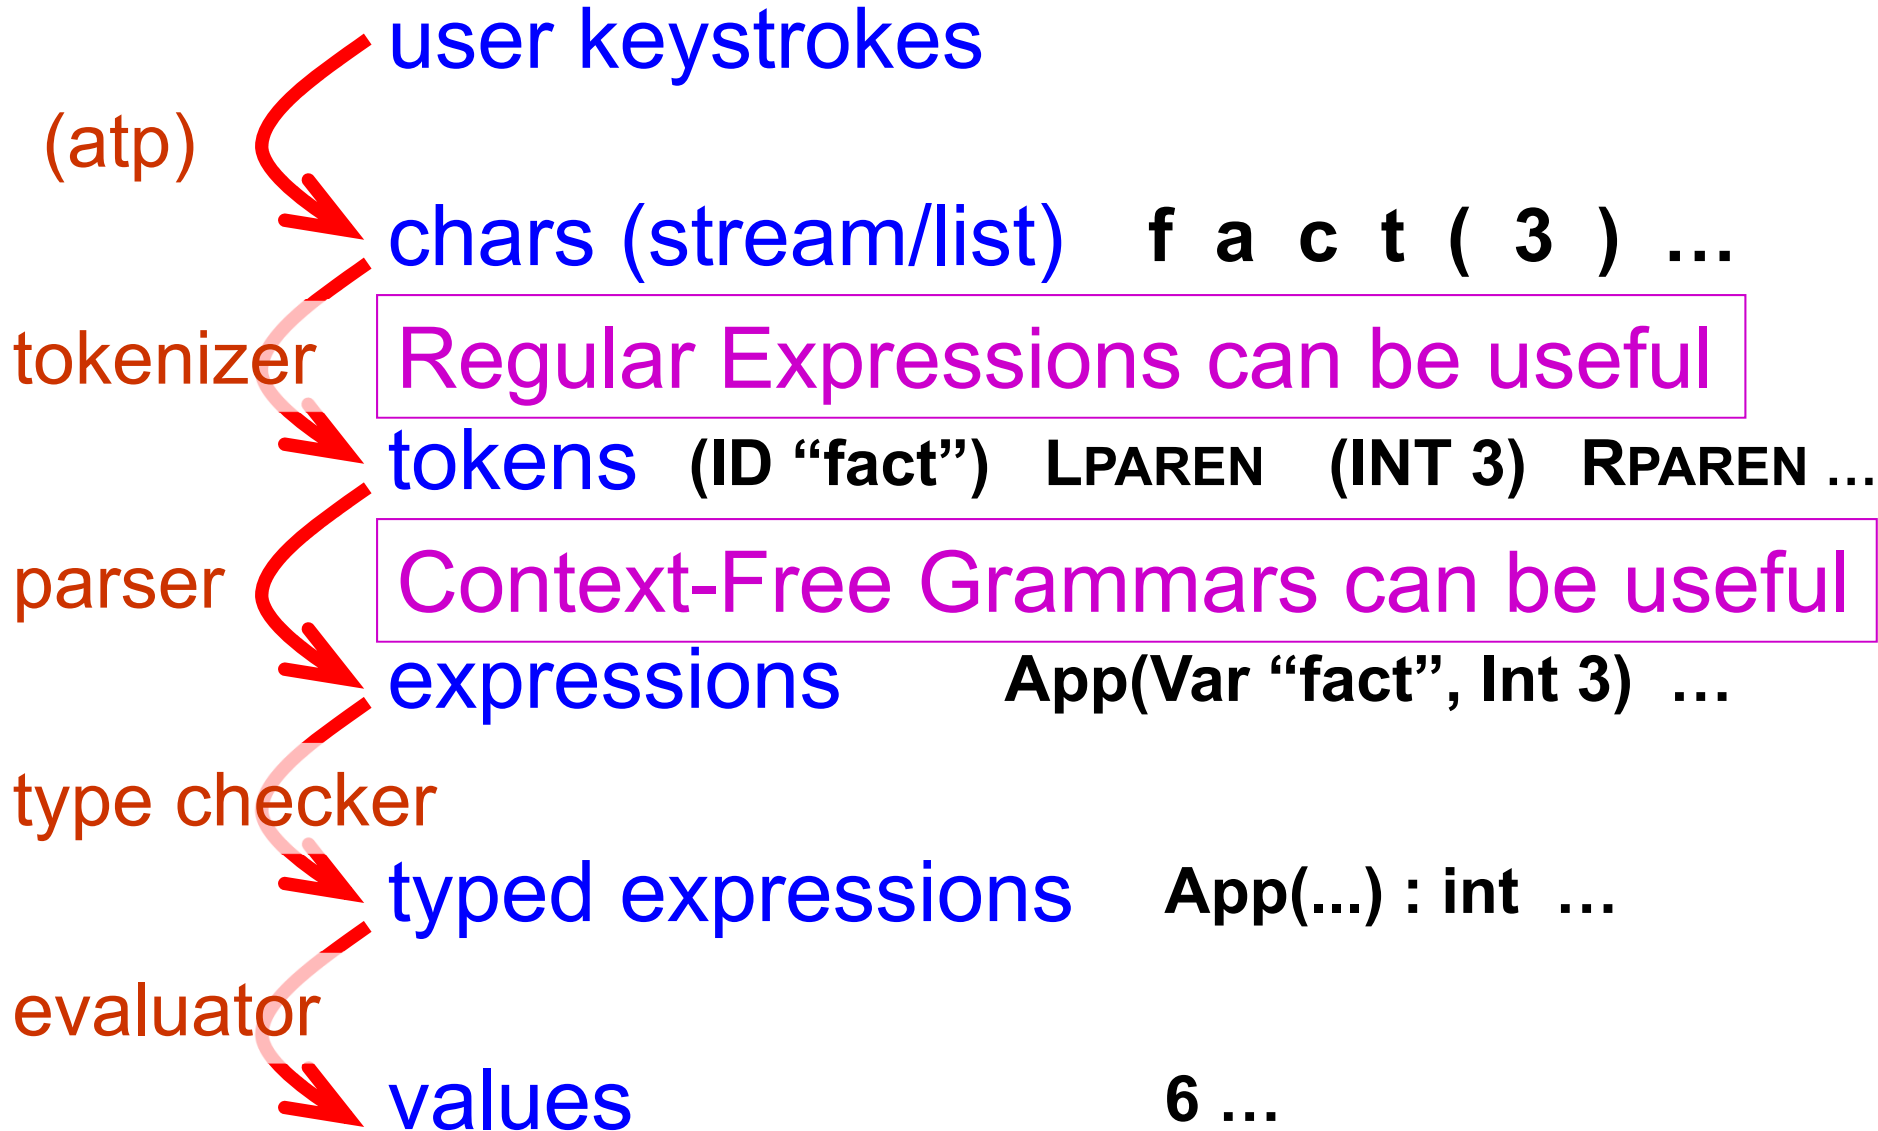 user keystrokes
(atp)
chars (stream/list) f a c t ( 3 ) …
tokenizer Regular Expressions can be useful
tokens (ID “fact”) LPAREN (INT 3) RPAREN …
parser Context-Free Grammars can be useful
expressions App(Var “fact”, Int 3) …
type checker
typed expressions App(...) : int …
evaluator
values 6 …